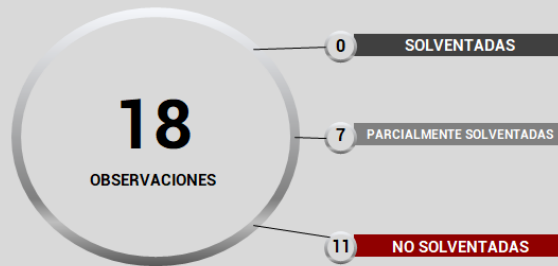 18
OBSERVACIONES
0 SOLVENTADAS
7 PARCIALMENTE SOLVENTADAS
11 NO SOLVENTADAS